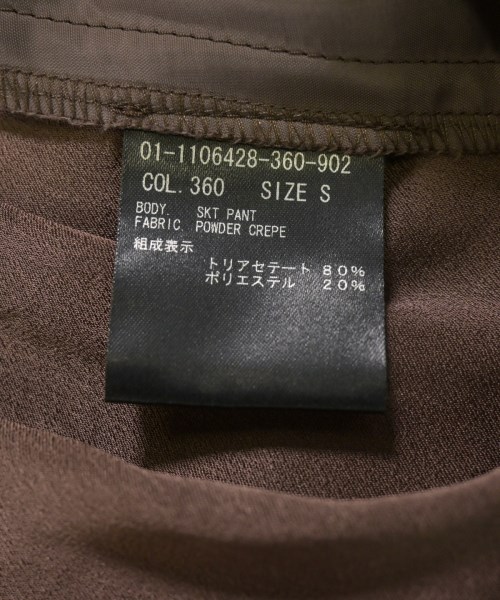 01-1106428-360-902
COL.360 SIZE S
BODY. SKT PANT
FABRIC. POWDER CREPE
組成表示
トリアセテート 80%
ポリエステル 20%